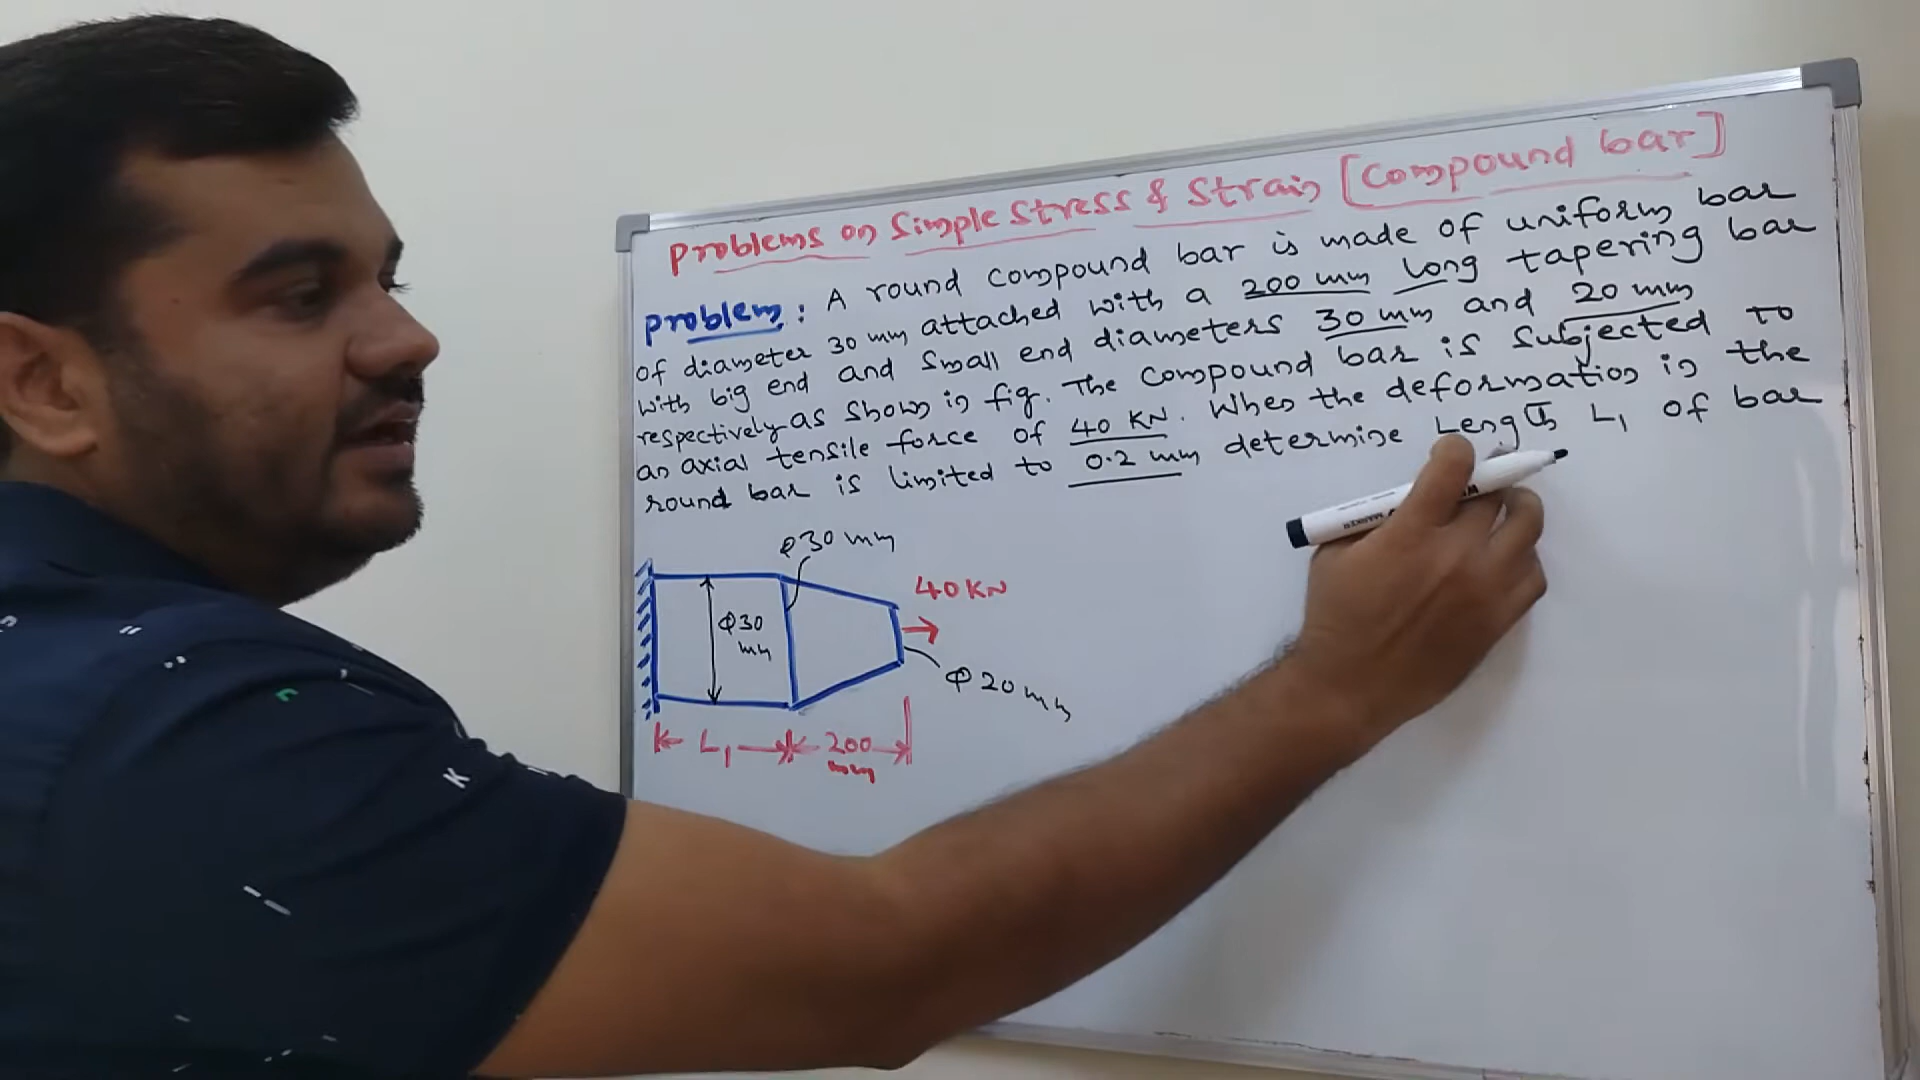 Problems on Simple Stress & Strain [Compound bar]
Problem: A round compound bar is made of uniform bar
of diameter 30 mm attached with a 200 mm long tapering bar
with big end and small end diameters 30 mm and 20 mm
respectively as shown in fig. The compound bar is subjected to
an axial tensile force of 40 KN. When the deformation in the
round bar is limited to 0.2 mm determine Length L₁ of bar
Φ30 mm
40 KN
Φ30
mm
Φ20 mm
L₁
200
mm